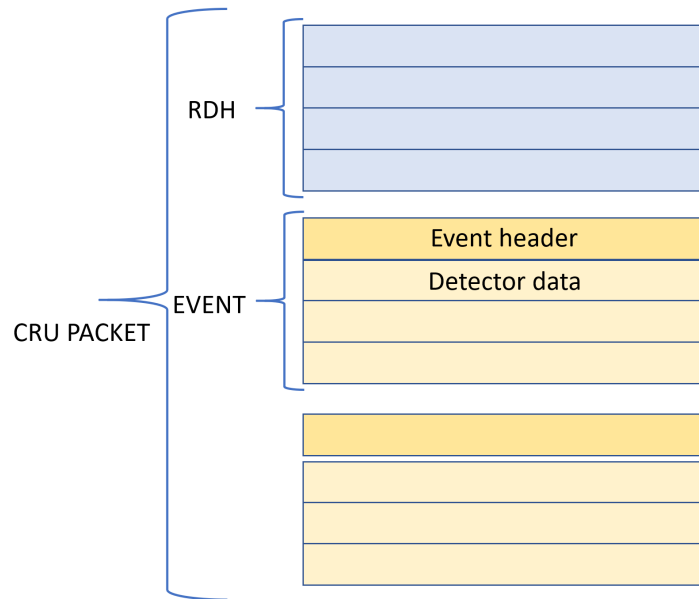 RDH
Event header
Detector data
EVENT
CRU PACKET